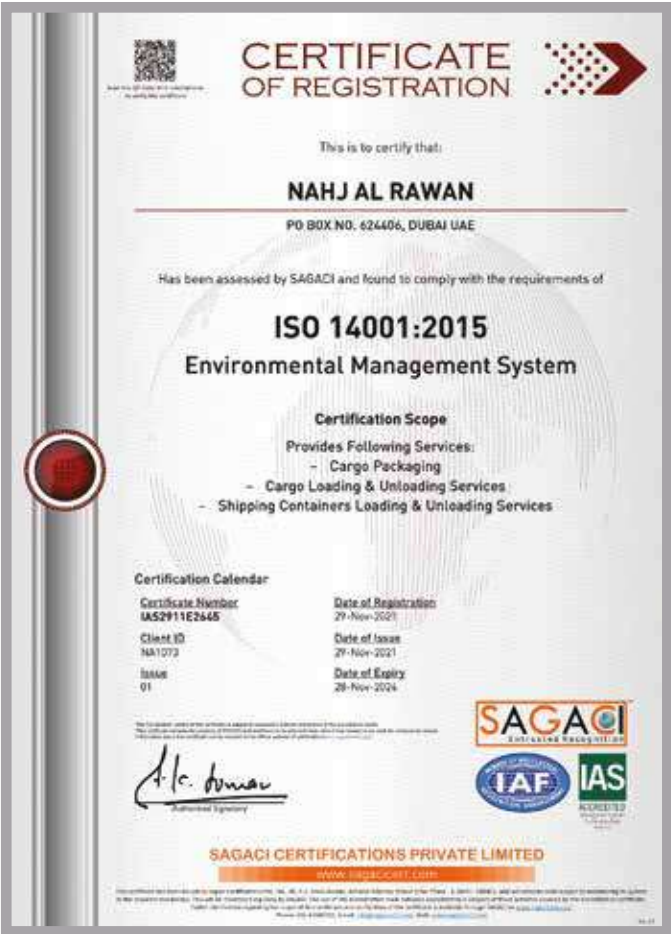 CERTIFICATE
OF REGISTRATION
This is to certify that:
NAHJ AL RAWAN
PO BOX NO. 624406, DUBAI UAE
Has been assessed by SAGACI and found to comply with the requirements of
ISO 14001:2015
Environmental Management System
Certification Scope
Provides Following Services:
- Cargo Packaging
- Cargo Loading & Unloading Services
- Shipping Containers Loading & Unloading Services
Certification Calendar
Certificate Number
IAS2911E2645
Date of Registration
29-Nov-2021
Client ID
NA1073
Date of Issue
29-Nov-2021
Issue
01
Date of Expiry
28-Nov-2024
SAGACI
Entrusted Recognition
IAF
IAS
ACCREDITED
Authorised Signatory
SAGACI CERTIFICATIONS PRIVATE LIMITED
www.sagacicert.com